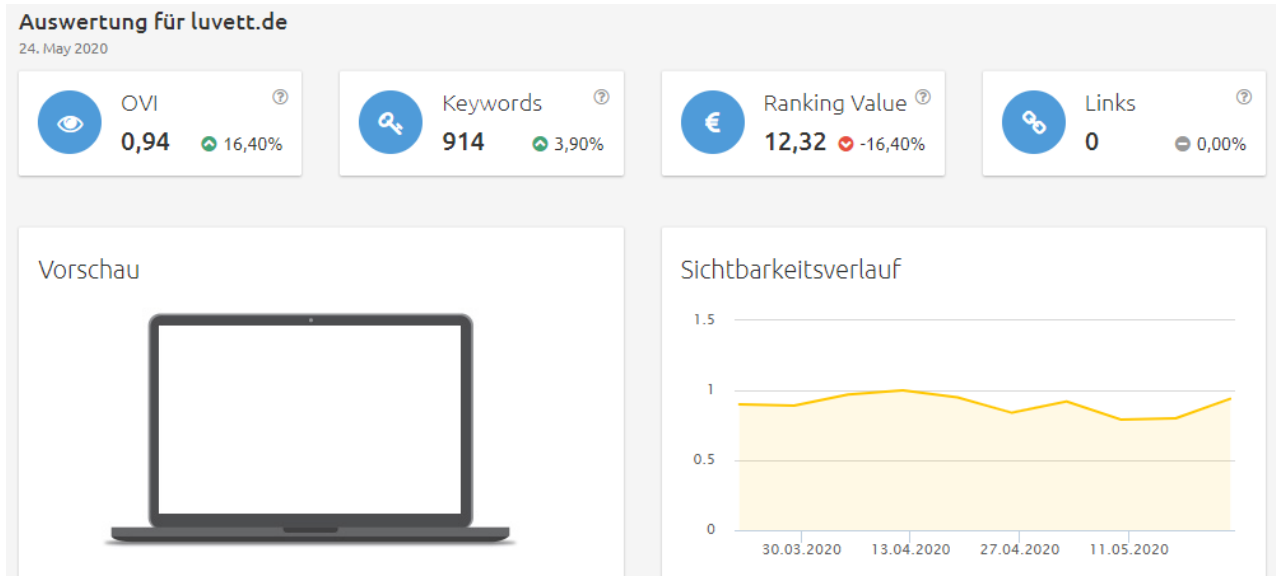 Auswertung für luvett.de
24. May 2020
OVI
0,94 16,40%
Keywords
914 3,90%
Ranking Value
€
12,32 -16,40%
Links
0 0,00%
Vorschau
Sichtbarkeitsverlauf
1.5
1
0.5
0
30.03.2020 13.04.2020 27.04.2020 11.05.2020